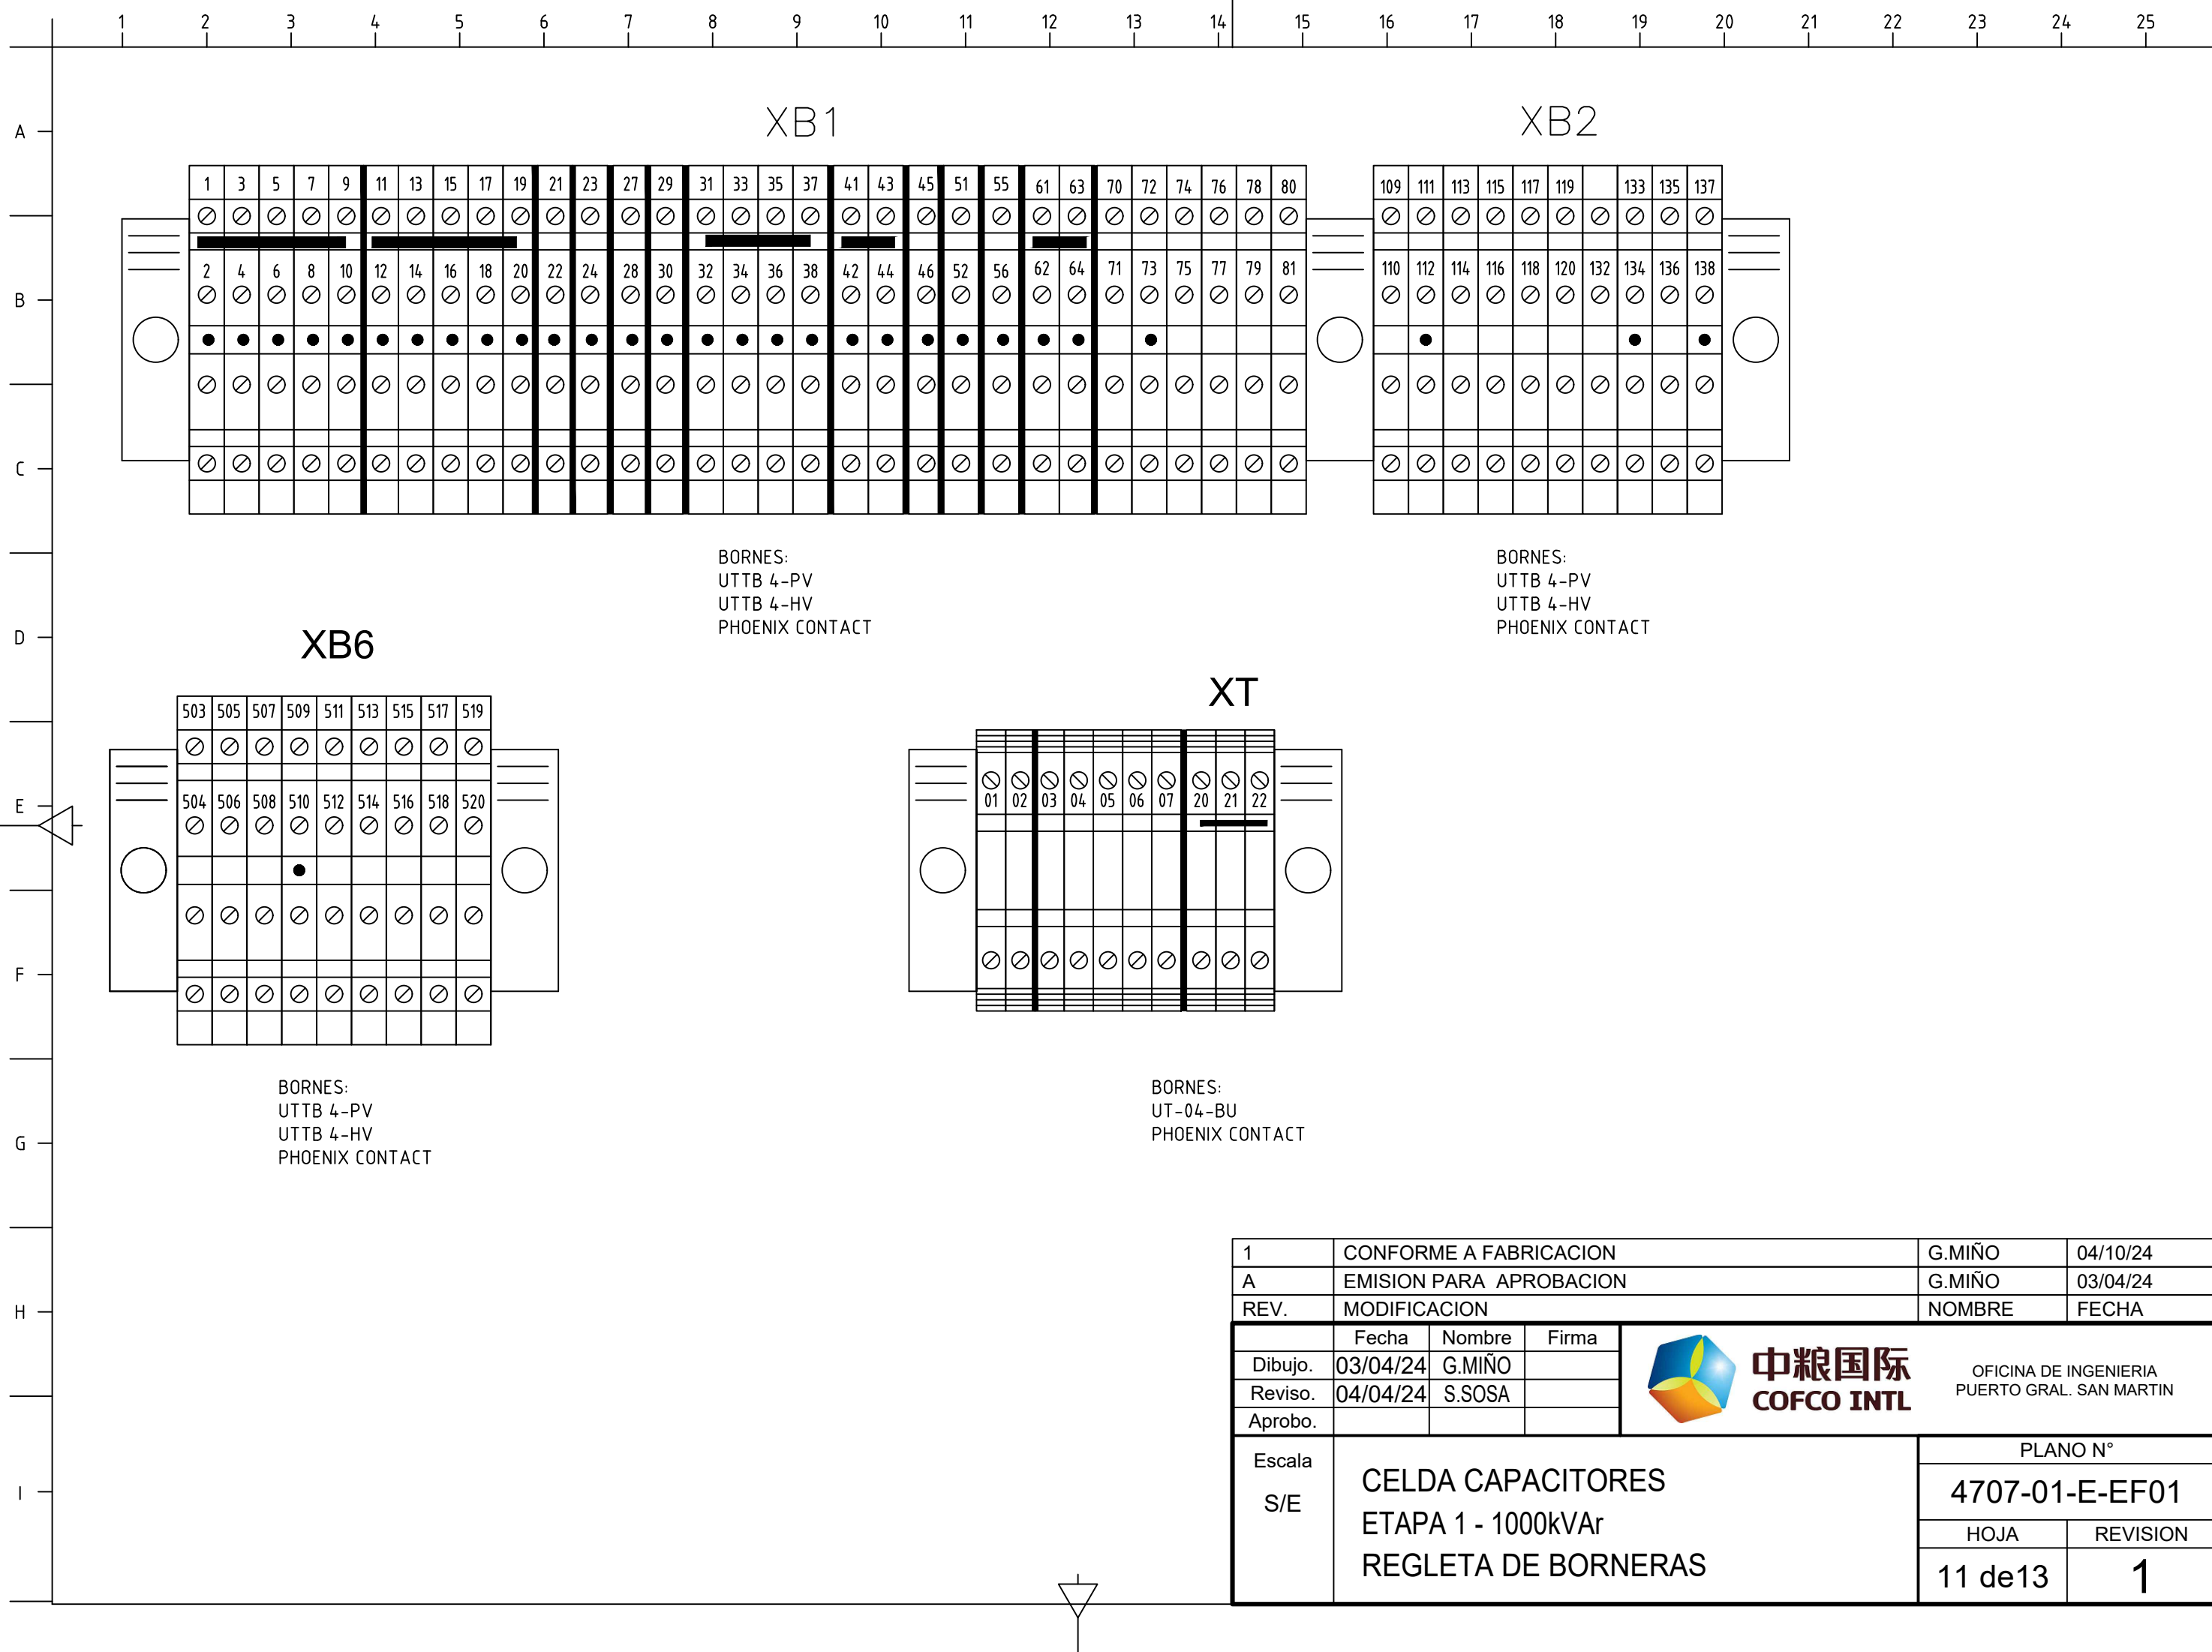 1 2 3 4 5 6 7 8 9 10 11 12 13 14 15 16 17 18 19 20 21 22 23 24 25
A
B
C
D
E
F
G
H
I
XB1
1 3 5 7 9 11 13 15 17 19 21 23 27 29 31 33 35 37 41 43 45 51 55 61 63 70 72 74 76 78 80
2 4 6 8 10 12 14 16 18 20 22 24 28 30 32 34 36 38 42 44 46 52 56 62 64 71 73 75 77 79 81
BORNES:
UTTB 4-PV
UTTB 4-HV
PHOENIX CONTACT
XB2
109 111 113 115 117 119 133 135 137
110 112 114 116 118 120 132 134 136 138
BORNES:
UTTB 4-PV
UTTB 4-HV
PHOENIX CONTACT
XB6
503 505 507 509 511 513 515 517 519
504 506 508 510 512 514 516 518 520
BORNES:
UTTB 4-PV
UTTB 4-HV
PHOENIX CONTACT
XT
01 02 03 04 05 06 07 20 21 22
BORNES:
UT-04-BU
PHOENIX CONTACT
1 CONFORME A FABRICACION G.MIÑO 04/10/24
A EMISION PARA APROBACION G.MIÑO 03/04/24
REV. MODIFICACION NOMBRE FECHA
Fecha Nombre Firma
Dibujo. 03/04/24 G.MIÑO
Reviso. 04/04/24 S.SOSA
Aprobo.
中粮国际
COFCO INTL
OFICINA DE INGENIERIA
PUERTO GRAL. SAN MARTIN
Escala
S/E
CELDA CAPACITORES
ETAPA 1 - 1000kVAr
REGLETA DE BORNERAS
PLANO N°
4707-01-E-EF01
HOJA REVISION
11 de13 1